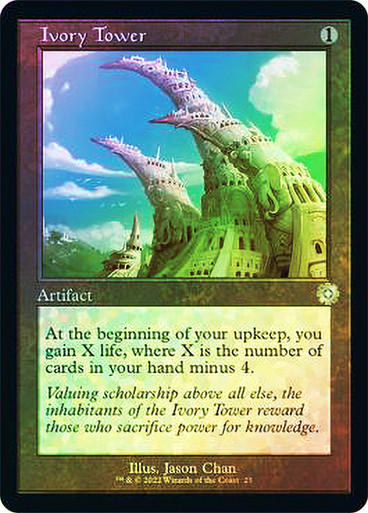 Ivory Tower 1
Artifact
At the beginning of your upkeep, you
gain X life, where X is the number of
cards in your hand minus 4.
Valuing scholarship above all else, the
inhabitants of the Ivory Tower reward
those who sacrifice power for knowledge.
Illus. Jason Chan
™ & © 2022 Wizards of the Coast 23